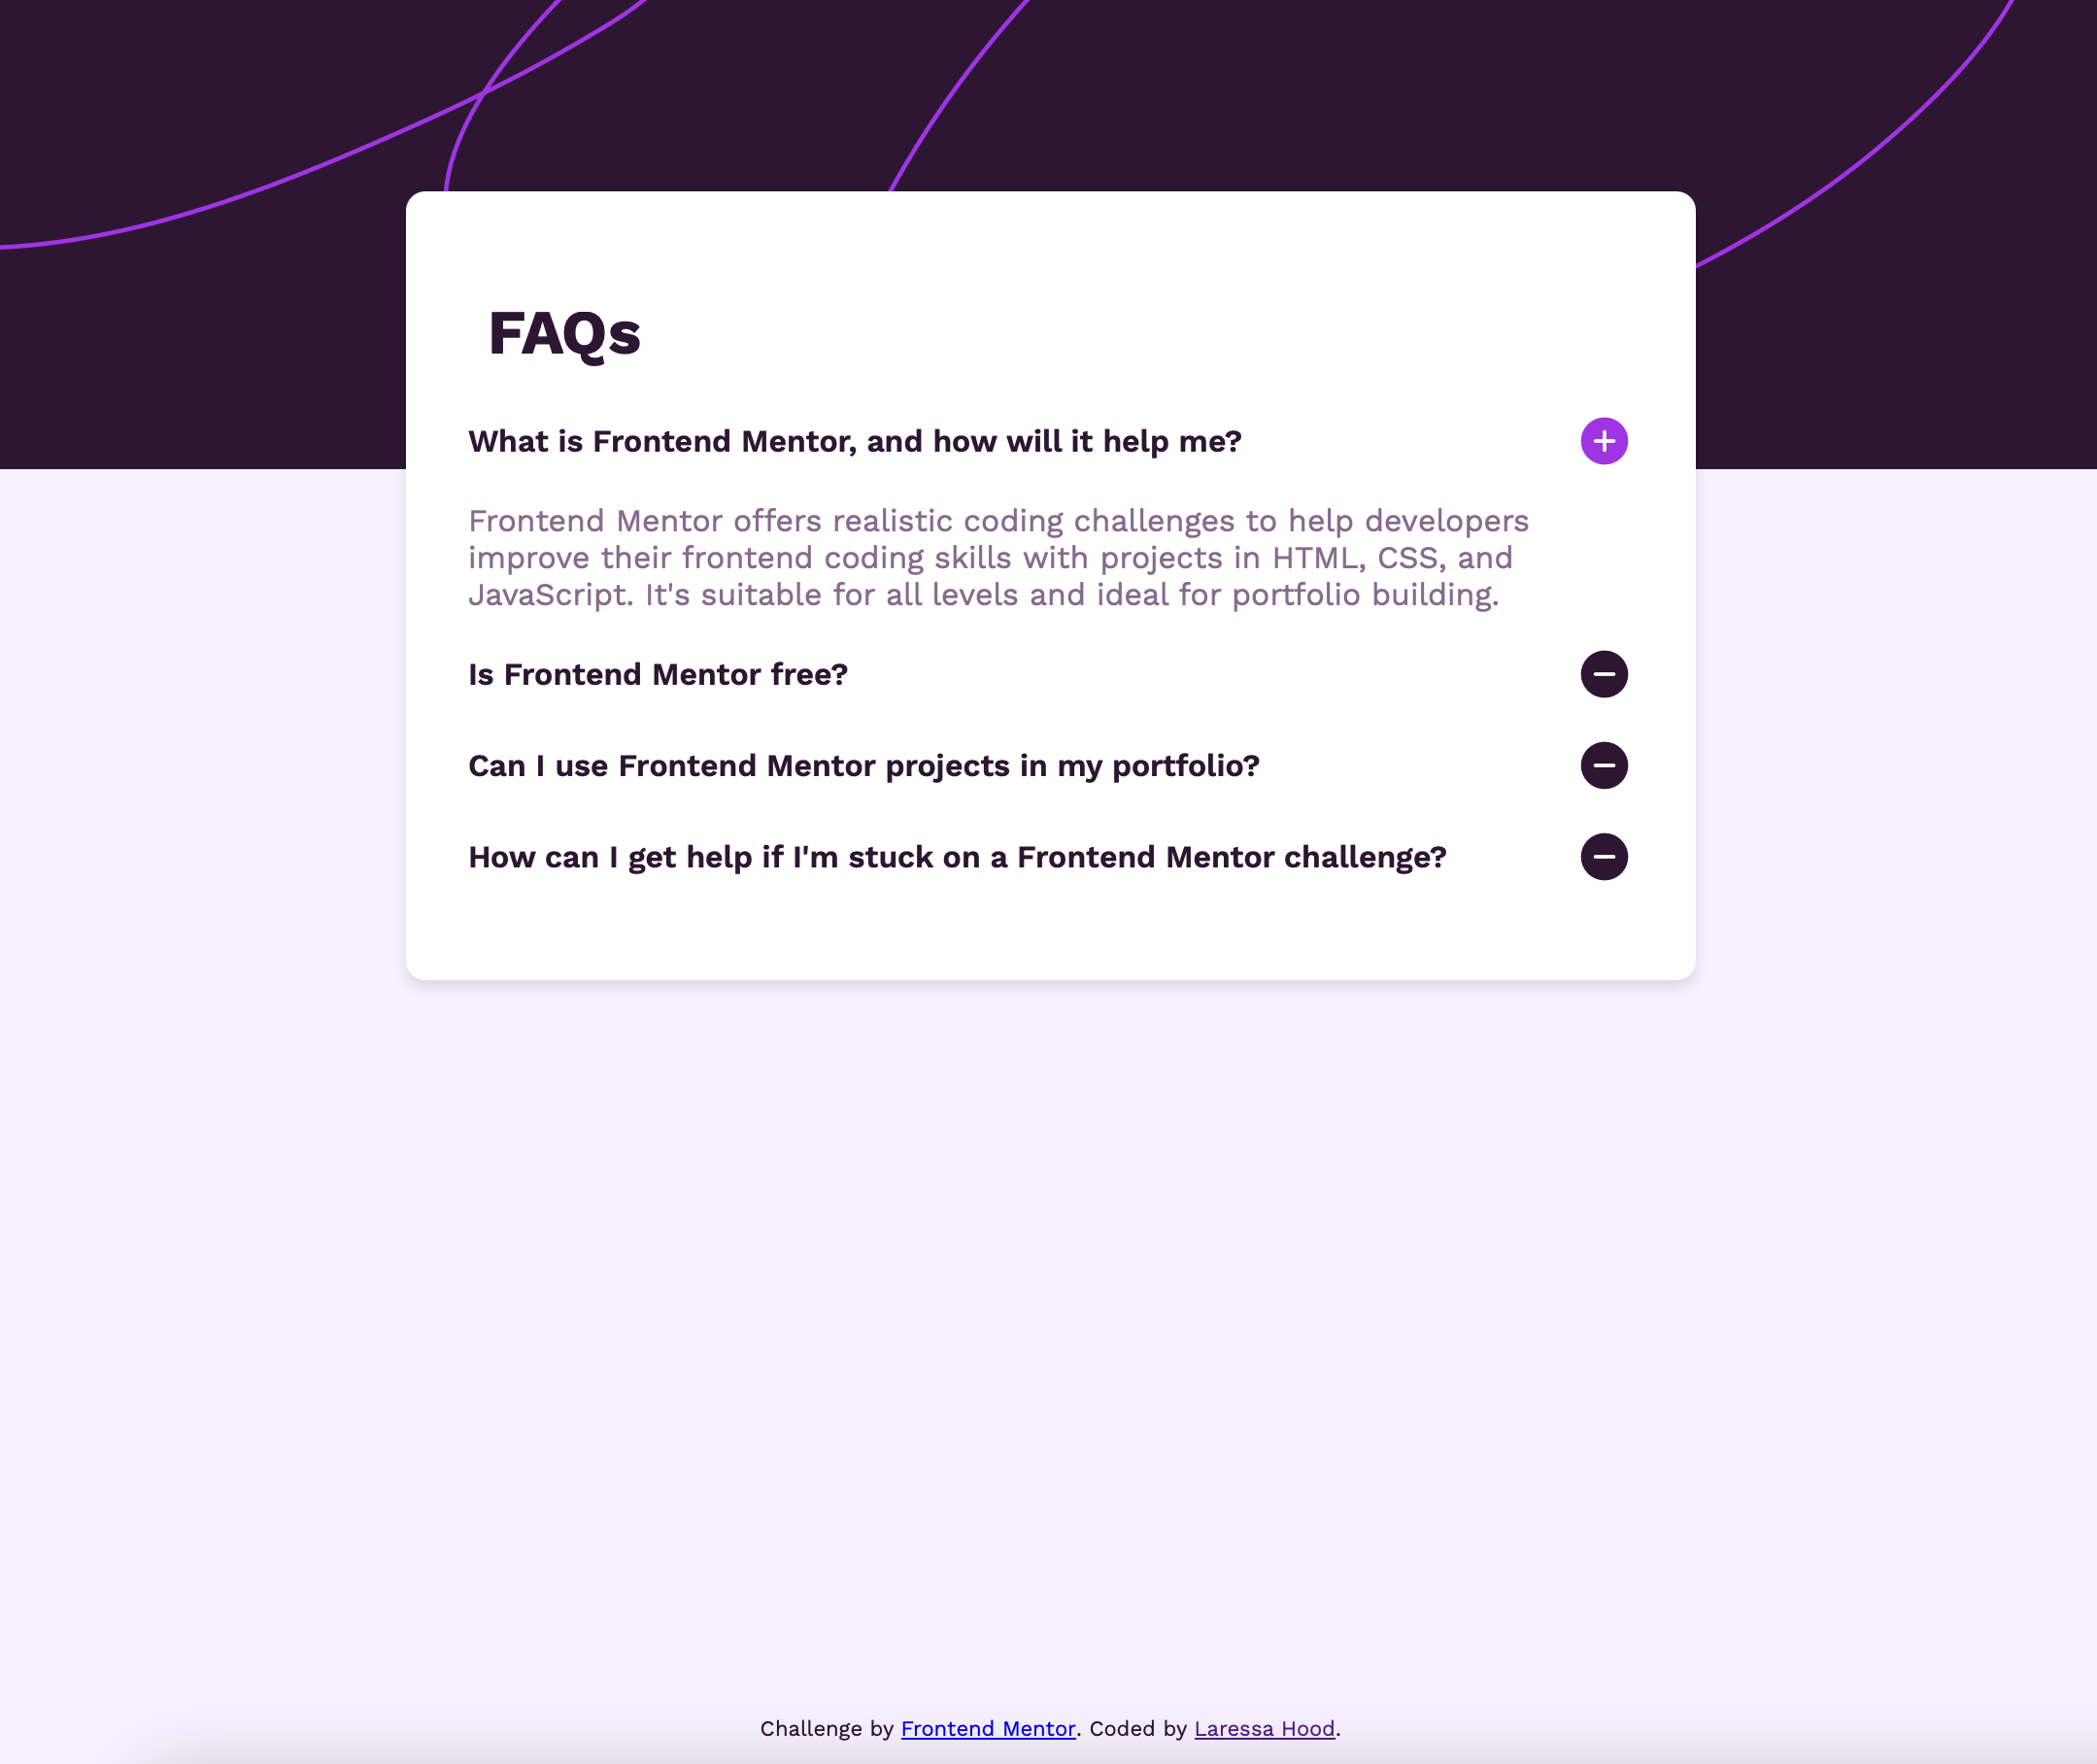 FAQs
What is Frontend Mentor, and how will it help me?
Frontend Mentor offers realistic coding challenges to help developers
improve their frontend coding skills with projects in HTML, CSS, and
JavaScript. It's suitable for all levels and ideal for portfolio building.
Is Frontend Mentor free?
Can I use Frontend Mentor projects in my portfolio?
How can I get help if I'm stuck on a Frontend Mentor challenge?
Challenge by Frontend Mentor. Coded by Laressa Hood.